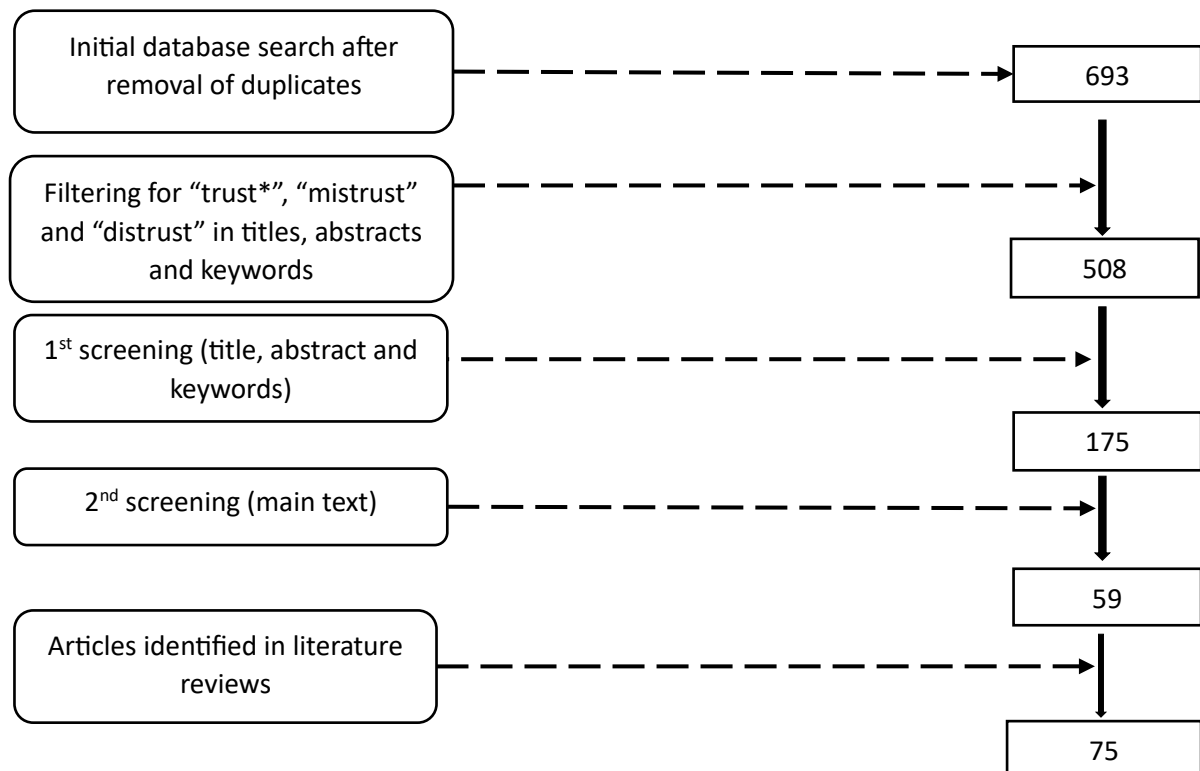 Initial database search after
removal of duplicates
693
Filtering for “trust*”, “mistrust”
and “distrust” in titles, abstracts
and keywords
508
1st screening (title, abstract and
keywords)
175
2nd screening (main text)
59
Articles identified in literature
reviews
75